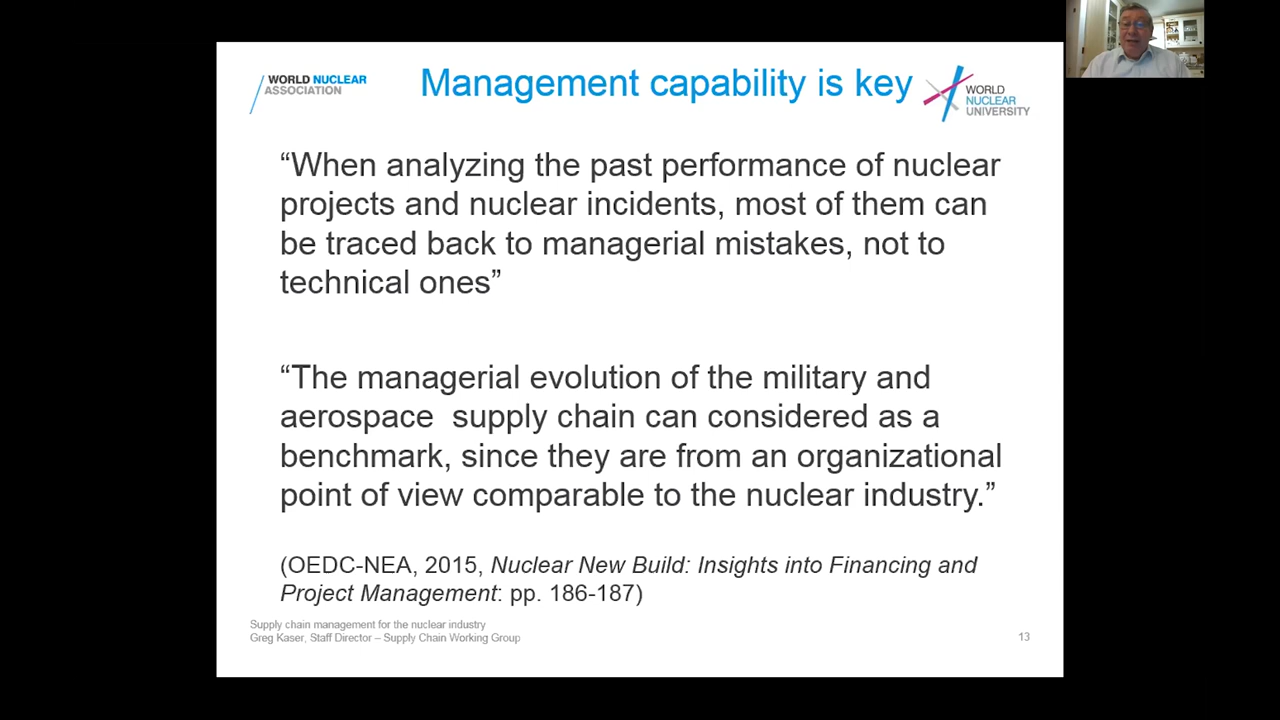 WORLD NUCLEAR
ASSOCIATION
Management capability is key
WORLD
NUCLEAR
UNIVERSITY
“When analyzing the past performance of nuclear
projects and nuclear incidents, most of them can
be traced back to managerial mistakes, not to
technical ones”
“The managerial evolution of the military and
aerospace  supply chain can considered as a
benchmark, since they are from an organizational
point of view comparable to the nuclear industry.”
(OEDC-NEA, 2015, Nuclear New Build: Insights into Financing and
Project Management: pp. 186-187)
Supply chain management for the nuclear industry
Greg Kaser, Staff Director – Supply Chain Working Group
13